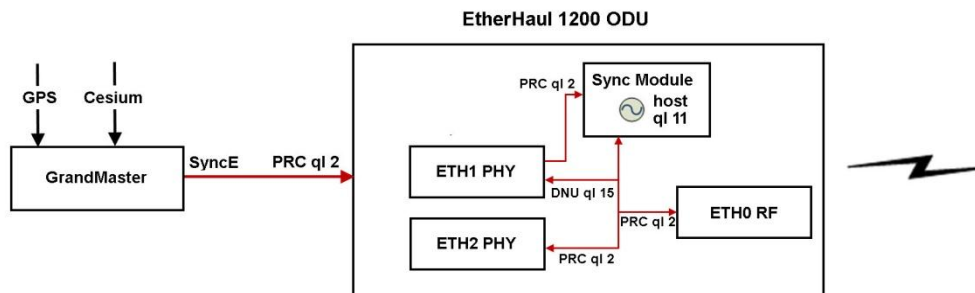 EtherHaul 1200 ODU
GPS
Cesium
GrandMaster
SyncE
PRC ql 2
PRC ql 2
Sync Module
host
ql 11
ETH1 PHY
DNU ql 15
ETH2 PHY
PRC ql 2
PRC ql 2
ETH0 RF